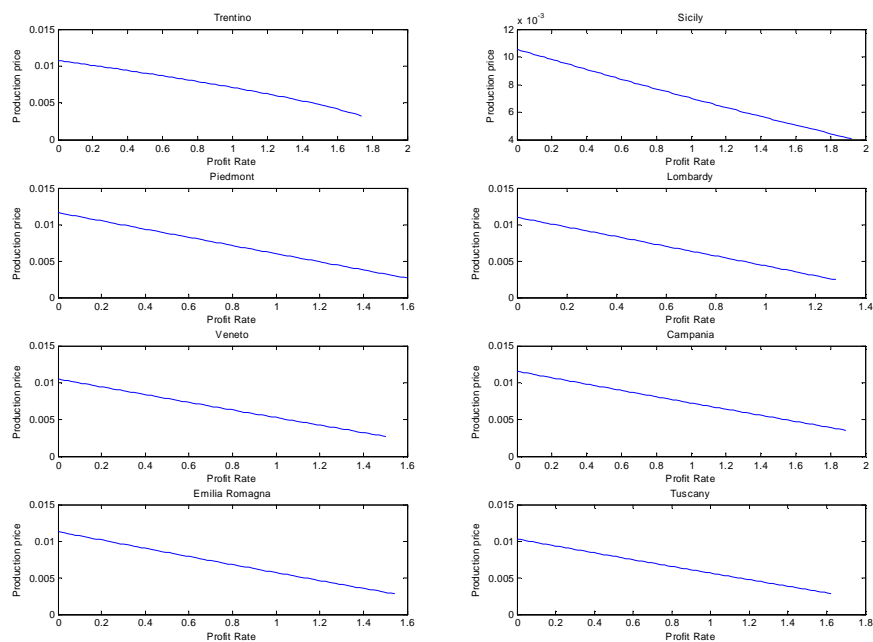 Trentino
0.015
0.01
0.005
0
Production price
0 0.2 0.4 0.6 0.8 1 1.2 1.4 1.6 1.8 2
Profit Rate
Sicily
x 10⁻³
12
10
8
6
4
Production price
0 0.2 0.4 0.6 0.8 1 1.2 1.4 1.6 1.8 2
Profit Rate
Piedmont
0.015
0.01
0.005
0
Production price
0 0.2 0.4 0.6 0.8 1 1.2 1.4 1.6
Profit Rate
Lombardy
0.015
0.01
0.005
0
Production price
0 0.2 0.4 0.6 0.8 1 1.2 1.4
Profit Rate
Veneto
0.015
0.01
0.005
0
Production price
0 0.2 0.4 0.6 0.8 1 1.2 1.4 1.6
Profit Rate
Campania
0.015
0.01
0.005
0
Production price
0 0.2 0.4 0.6 0.8 1 1.2 1.4 1.6 1.8 2
Profit Rate
Emilia Romagna
0.015
0.01
0.005
0
Production price
0 0.2 0.4 0.6 0.8 1 1.2 1.4 1.6
Profit Rate
Tuscany
0.015
0.01
0.005
0
Production price
0 0.2 0.4 0.6 0.8 1 1.2 1.4 1.6 1.8
Profit Rate